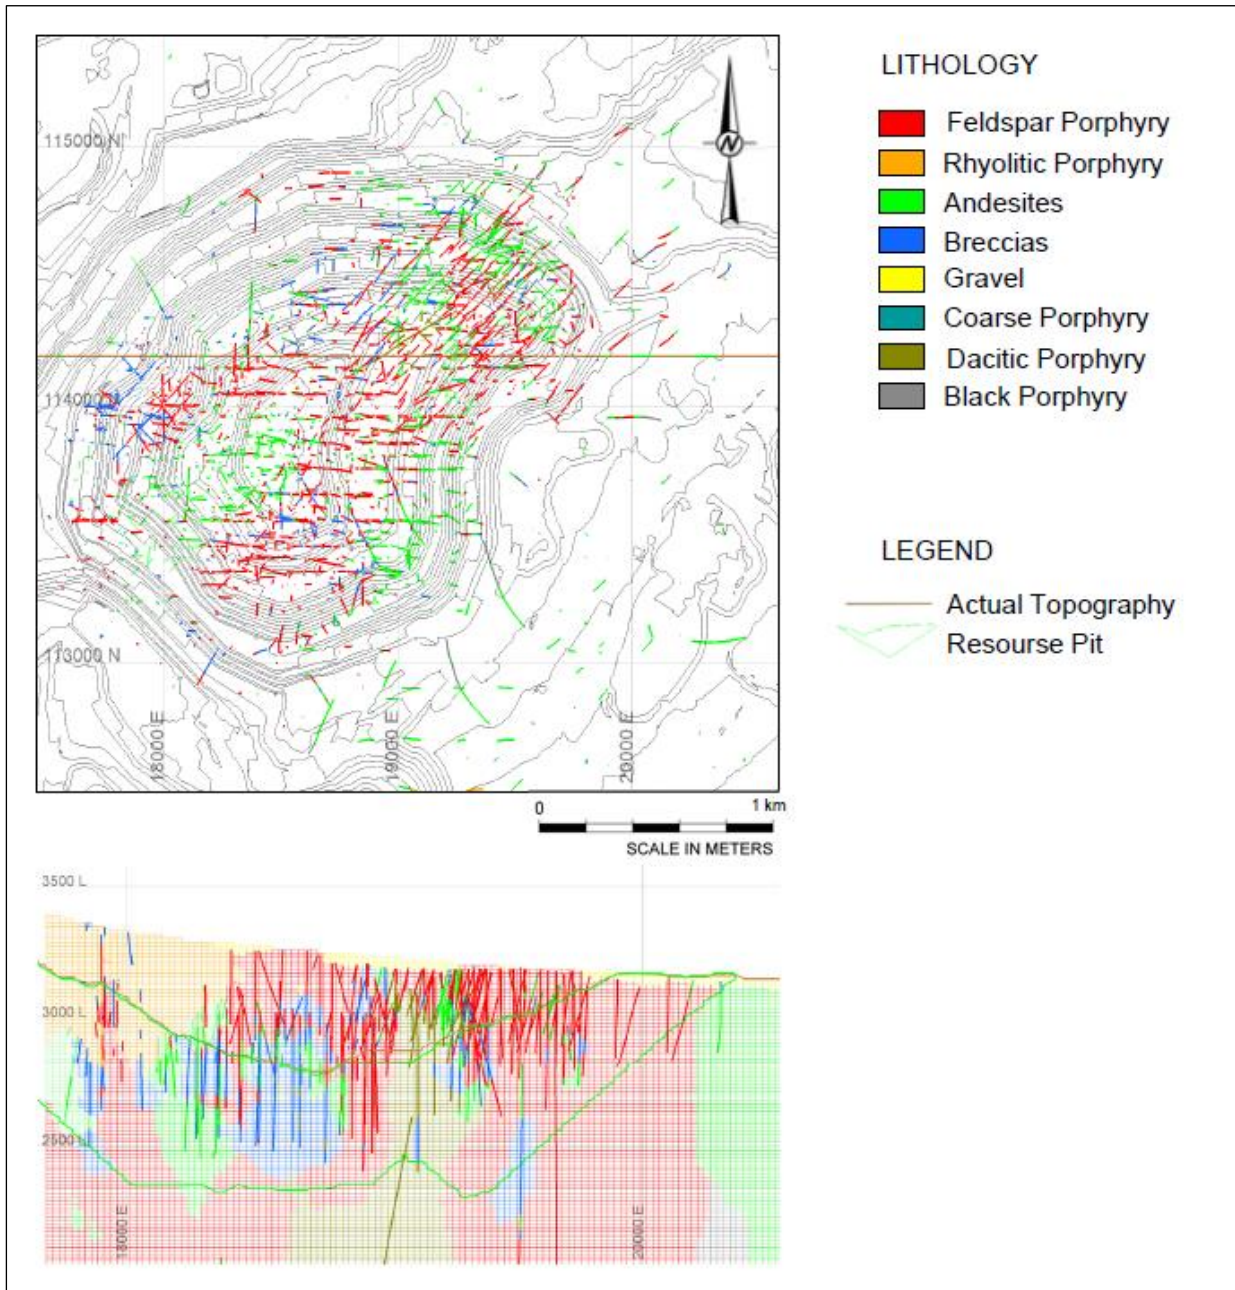 LITHOLOGY
Feldspar Porphyry
Rhyolitic Porphyry
Andesites
Breccias
Gravel
Coarse Porphyry
Dacitic Porphyry
Black Porphyry
LEGEND
Actual Topography
Resourse Pit
N
115000 N
114000 N
113000 N
18000 E
19000 E
20000 E
0
1 km
SCALE IN METERS
3500 L
3000 L
2500 L
18000 E
20000 E